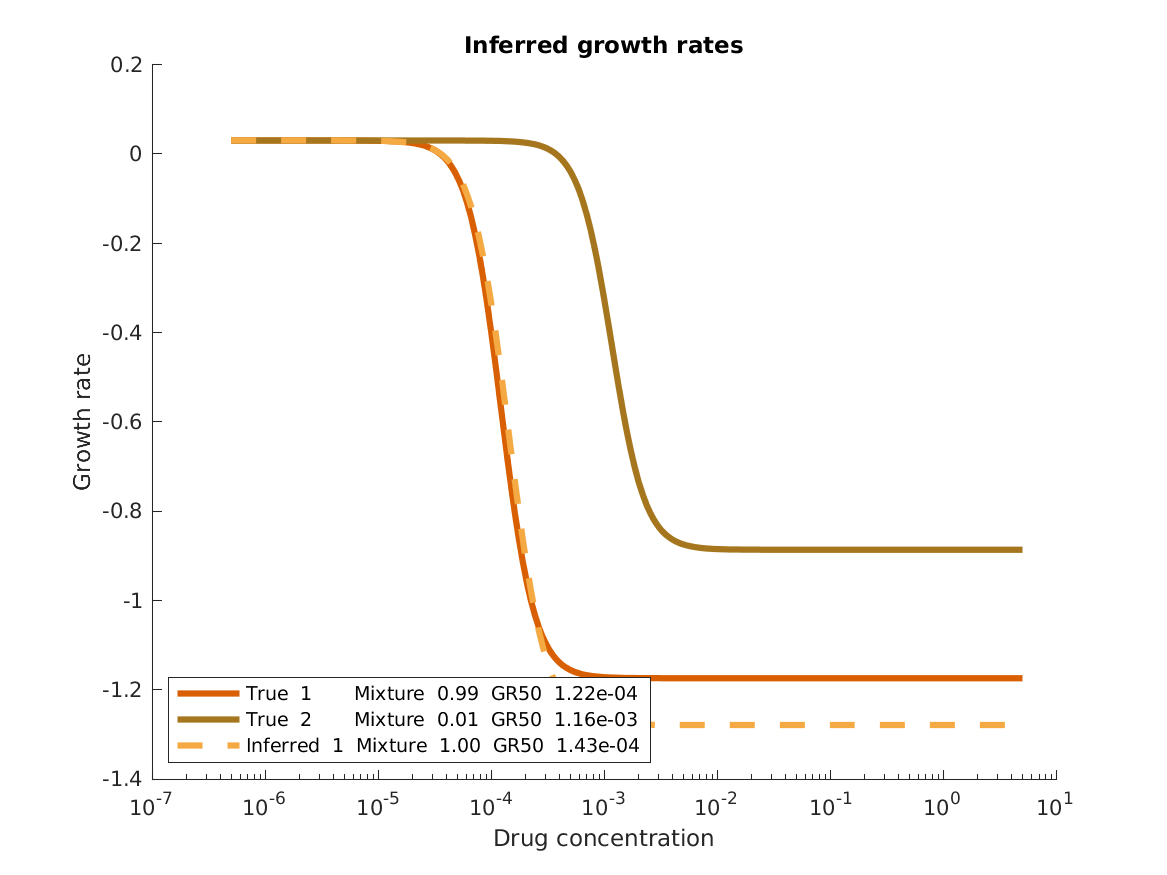 Inferred growth rates
0.2
0
-0.2
-0.4
-0.6
-0.8
-1
-1.2
-1.4
Growth rate
True 1 Mixture 0.99 GR50 1.22e-04
True 2 Mixture 0.01 GR50 1.16e-03
Inferred 1 Mixture 1.00 GR50 1.43e-04
10^-7 10^-6 10^-5 10^-4 10^-3 10^-2 10^-1 10^0 10^1
Drug concentration